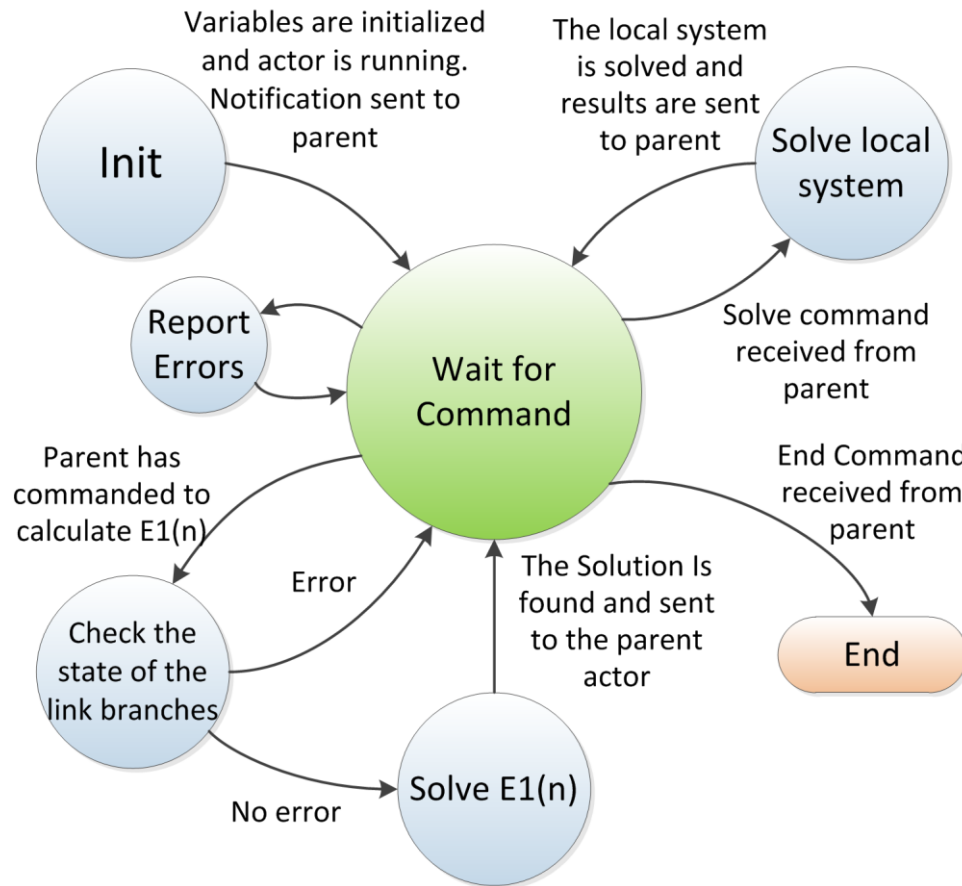 Variables are initialized
and actor is running.
Notification sent to
parent
The local system
is solved and
results are sent
to parent
Init
Solve local
system
Report
Errors
Wait for
Command
Solve command
received from
parent
Parent has
commanded to
calculate E1(n)
End Command
received from
parent
Error
The Solution Is
found and sent
to the parent
actor
Check the
state of the
link branches
End
No error
Solve E1(n)